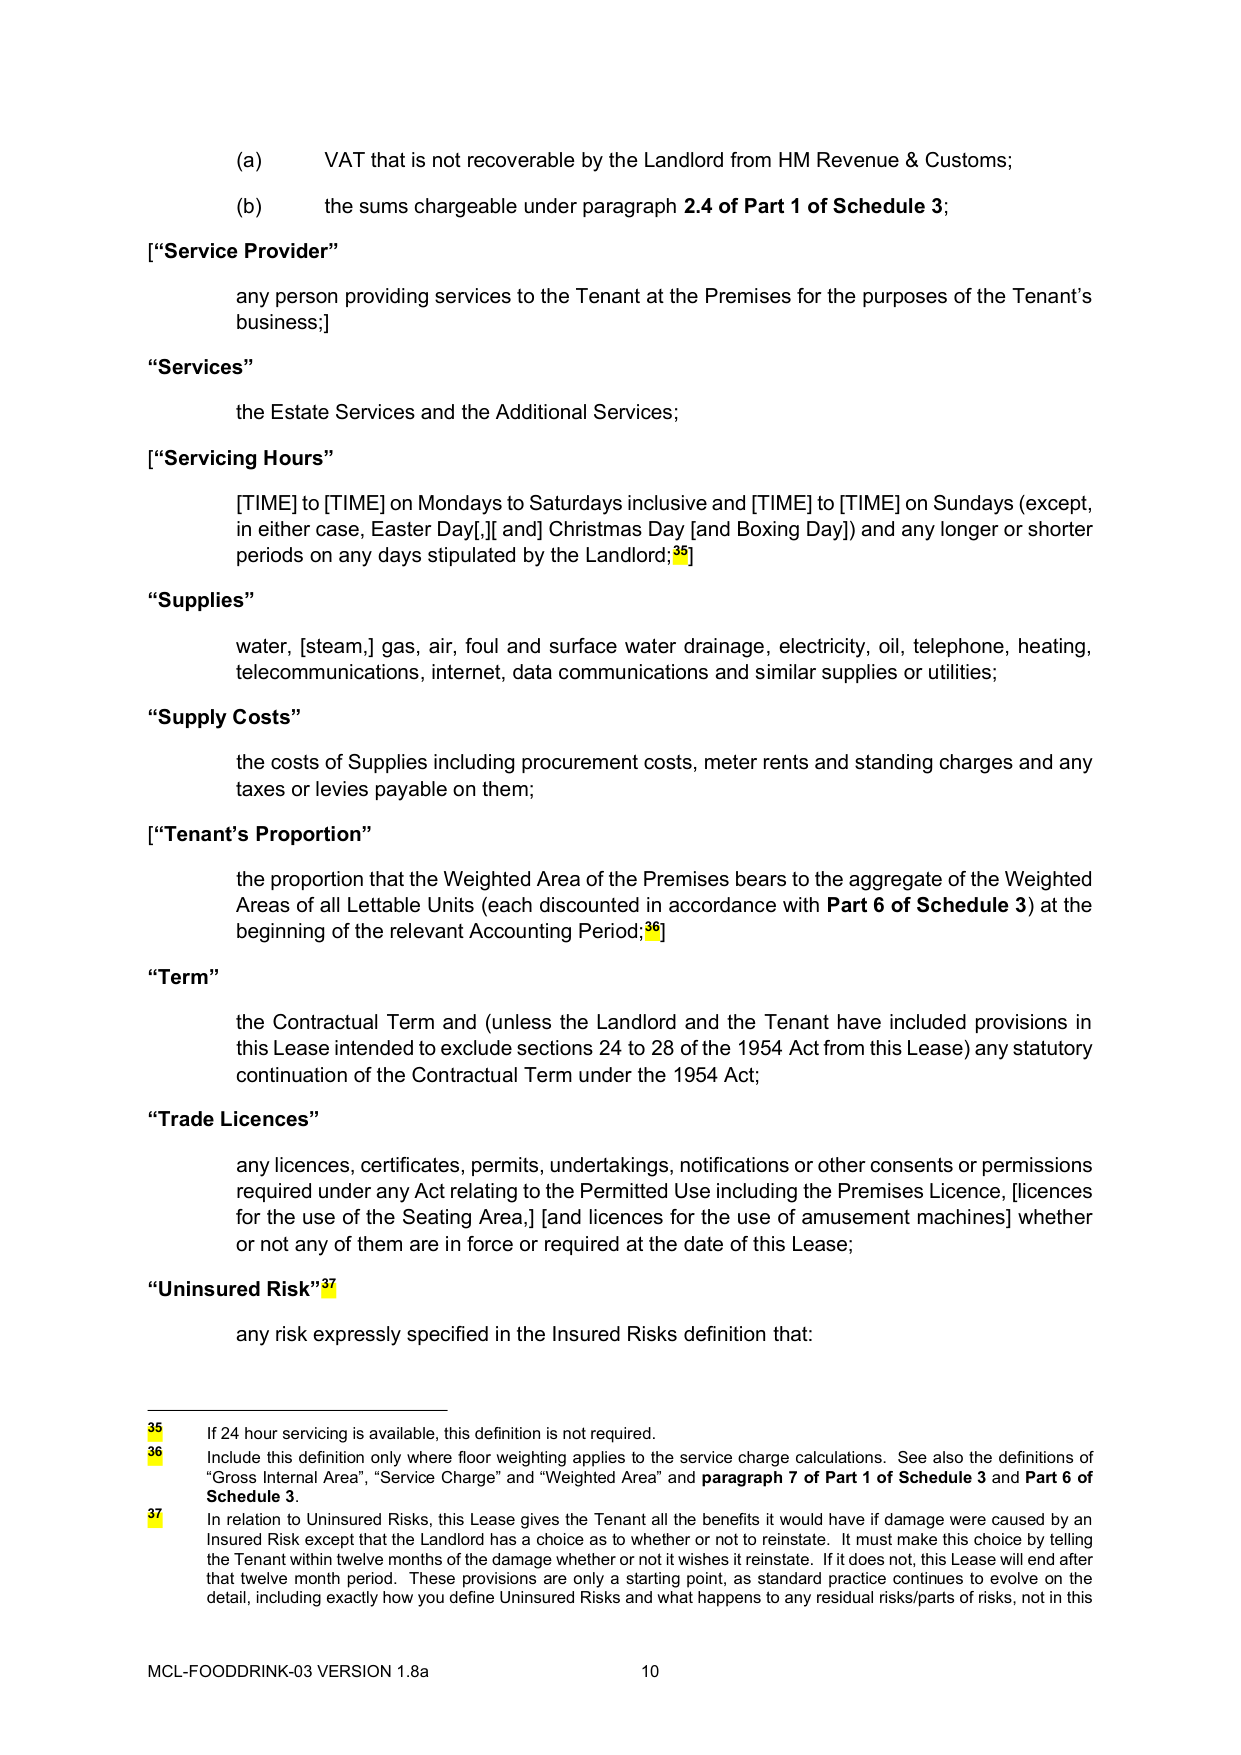 (a) VAT that is not recoverable by the Landlord from HM Revenue & Customs;
(b) the sums chargeable under paragraph 2.4 of Part 1 of Schedule 3;
[“Service Provider”
any person providing services to the Tenant at the Premises for the purposes of the Tenant’s
business;]
“Services”
the Estate Services and the Additional Services;
[“Servicing Hours”
[TIME] to [TIME] on Mondays to Saturdays inclusive and [TIME] to [TIME] on Sundays (except,
in either case, Easter Day[,][ and] Christmas Day [and Boxing Day]) and any longer or shorter
periods on any days stipulated by the Landlord;35]
“Supplies”
water, [steam,] gas, air, foul and surface water drainage, electricity, oil, telephone, heating,
telecommunications, internet, data communications and similar supplies or utilities;
“Supply Costs”
the costs of Supplies including procurement costs, meter rents and standing charges and any
taxes or levies payable on them;
[“Tenant’s Proportion”
the proportion that the Weighted Area of the Premises bears to the aggregate of the Weighted
Areas of all Lettable Units (each discounted in accordance with Part 6 of Schedule 3) at the
beginning of the relevant Accounting Period;36]
“Term”
the Contractual Term and (unless the Landlord and the Tenant have included provisions in
this Lease intended to exclude sections 24 to 28 of the 1954 Act from this Lease) any statutory
continuation of the Contractual Term under the 1954 Act;
“Trade Licences”
any licences, certificates, permits, undertakings, notifications or other consents or permissions
required under any Act relating to the Permitted Use including the Premises Licence, [licences
for the use of the Seating Area,] [and licences for the use of amusement machines] whether
or not any of them are in force or required at the date of this Lease;
“Uninsured Risk”37
any risk expressly specified in the Insured Risks definition that:
35 If 24 hour servicing is available, this definition is not required.
36 Include this definition only where floor weighting applies to the service charge calculations. See also the definitions of
“Gross Internal Area”, “Service Charge” and “Weighted Area” and paragraph 7 of Part 1 of Schedule 3 and Part 6 of
Schedule 3.
37 In relation to Uninsured Risks, this Lease gives the Tenant all the benefits it would have if damage were caused by an
Insured Risk except that the Landlord has a choice as to whether or not to reinstate. It must make this choice by telling
the Tenant within twelve months of the damage whether or not it wishes it reinstate. If it does not, this Lease will end after
that twelve month period. These provisions are only a starting point, as standard practice continues to evolve on the
detail, including exactly how you define Uninsured Risks and what happens to any residual risks/parts of risks, not in this
MCL-FOODDRINK-03 VERSION 1.8a 10